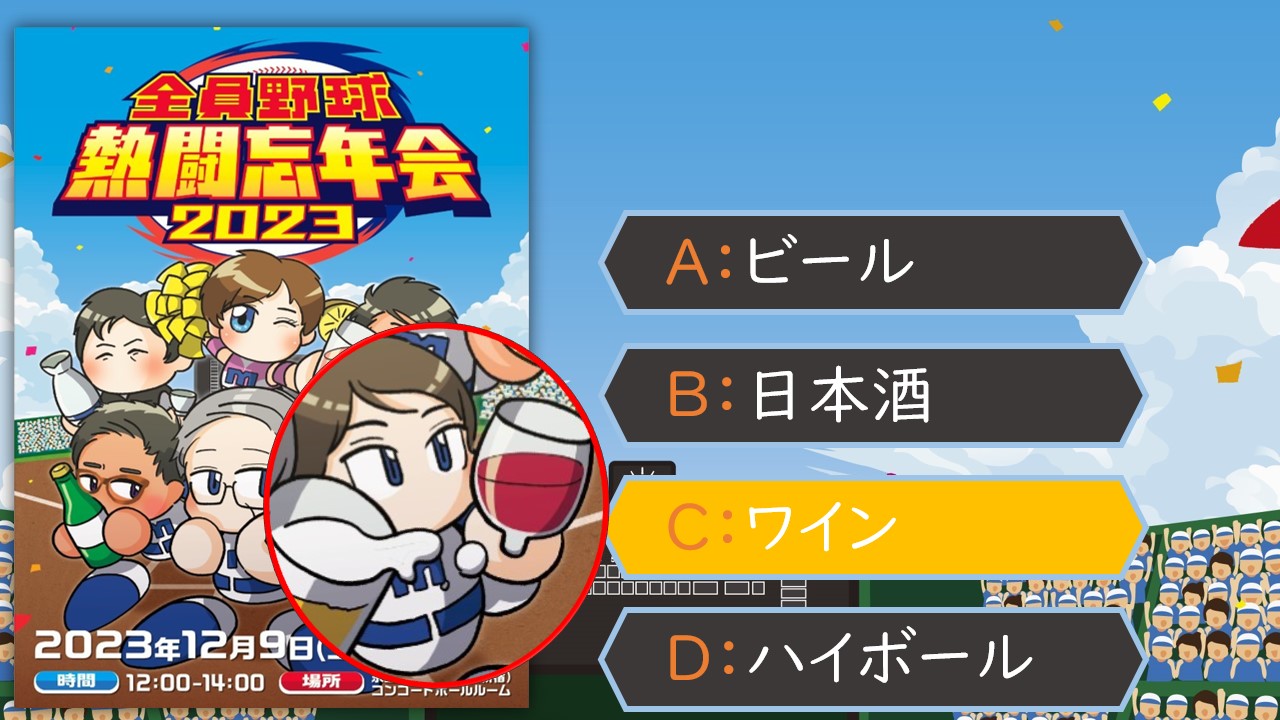 全員野球
熱闘忘年会
2023
m
m
m
m
2023年12月9日(
時間 12:00-14:00 場所
コンコードボールルーム
A:ビール
B:日本酒
C:ワイン
D:ハイボール